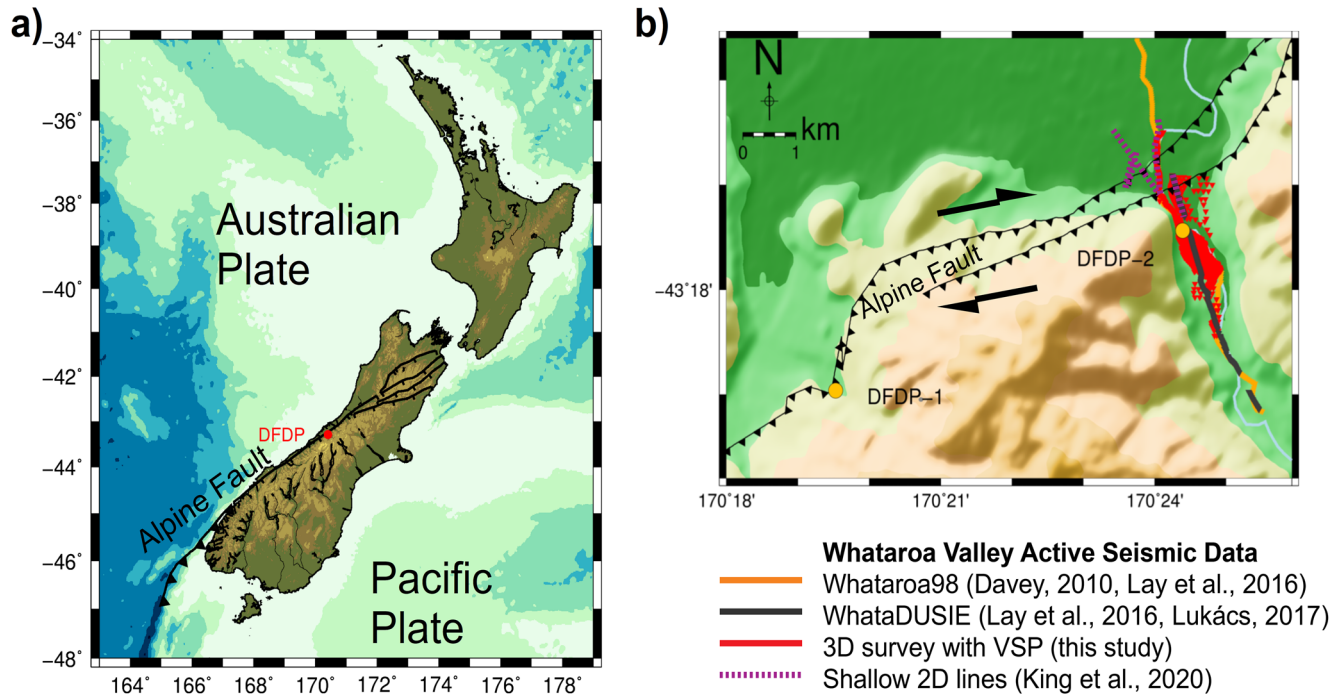 a)
−34°
−36°
−38°
−40°
−42°
−44°
−46°
−48°
164°
166°
168°
170°
172°
174°
176°
178°
Australian
Plate
DFDP
Alpine Fault
Pacific
Plate
b)
N
km
0 1
DFDP−2
Alpine Fault
−43˚18'
DFDP−1
170˚18'
170˚21'
170˚24'
Whataroa Valley Active Seismic Data
Whataroa98 (Davey, 2010, Lay et al., 2016)
WhataDUSIE (Lay et al., 2016, Lukács, 2017)
3D survey with VSP (this study)
Shallow 2D lines (King et al., 2020)